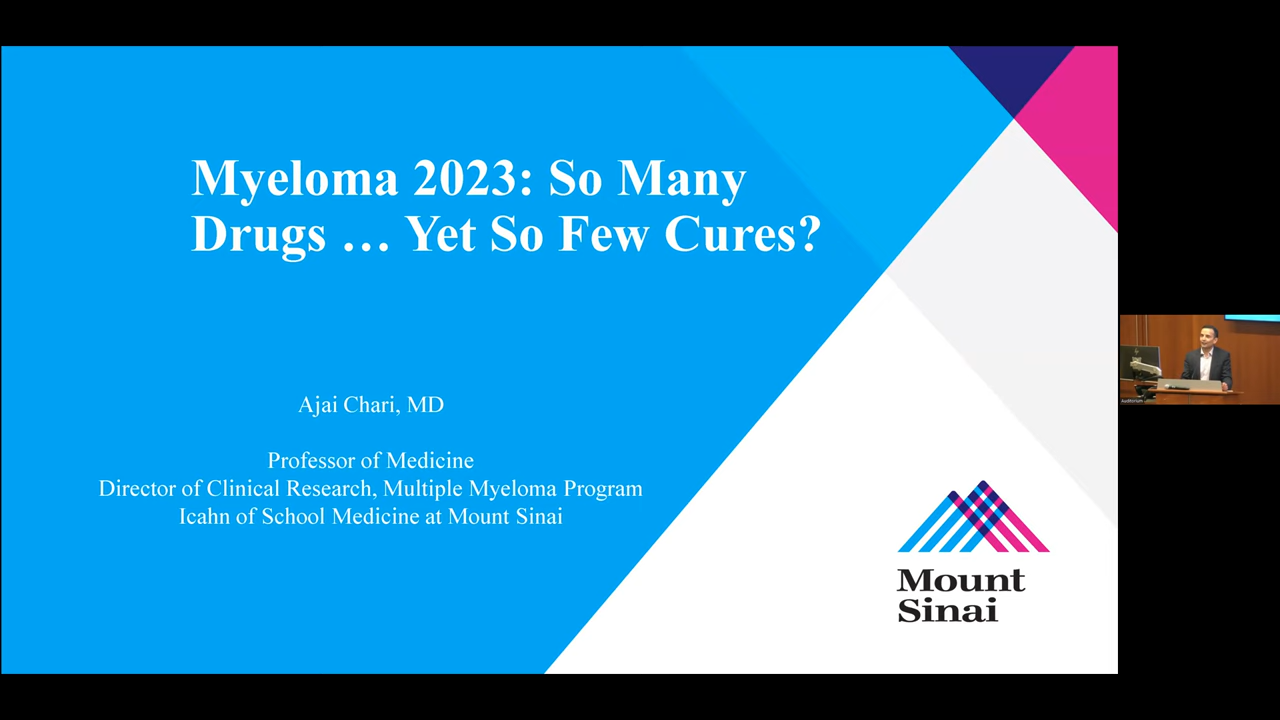 Myeloma 2023: So Many
Drugs … Yet So Few Cures?
Ajai Chari, MD
Professor of Medicine
Director of Clinical Research, Multiple Myeloma Program
Icahn of School Medicine at Mount Sinai
Mount
Sinai
Auditorium